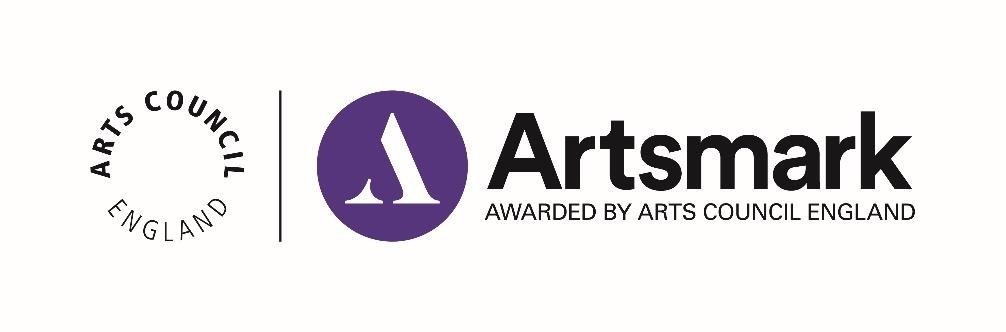 ARTS COUNCIL
ENGLAND
A
Artsmark
AWARDED BY ARTS COUNCIL ENGLAND